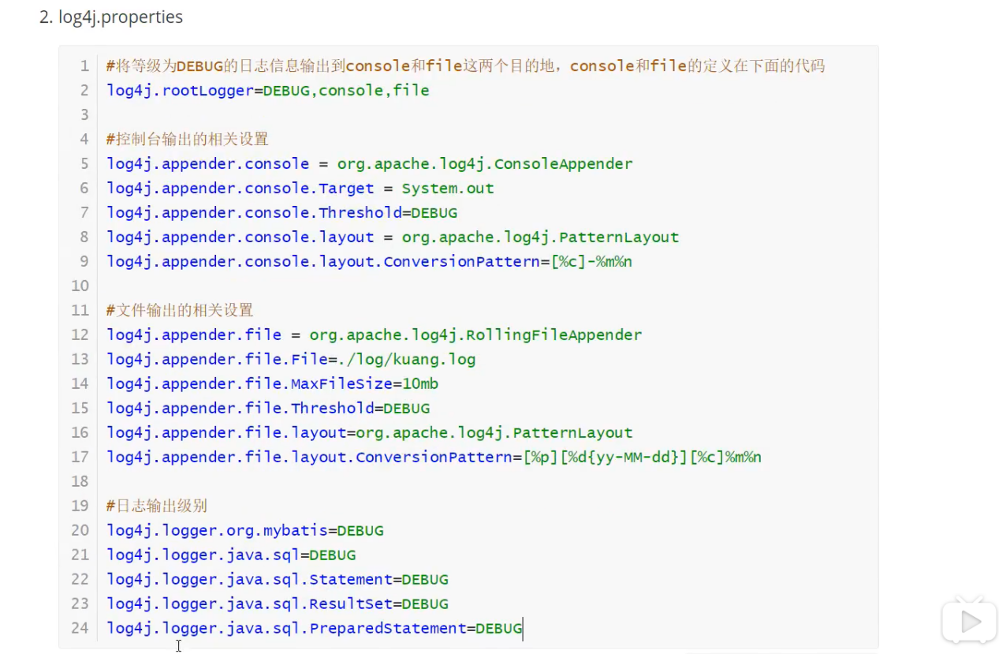 2. log4j.properties
1 #将等级为DEBUG的日志信息输出到console和file这两个目的地，console和file的定义在下面的代码
2 log4j.rootLogger=DEBUG,console,file
3
4 #控制台输出的相关设置
5 log4j.appender.console = org.apache.log4j.ConsoleAppender
6 log4j.appender.console.Target = System.out
7 log4j.appender.console.Threshold=DEBUG
8 log4j.appender.console.layout = org.apache.log4j.PatternLayout
9 log4j.appender.console.layout.ConversionPattern=[%c]-%m%n
10
11 #文件输出的相关设置
12 log4j.appender.file = org.apache.log4j.RollingFileAppender
13 log4j.appender.file.File=./log/kuang.log
14 log4j.appender.file.MaxFileSize=10mb
15 log4j.appender.file.Threshold=DEBUG
16 log4j.appender.file.layout=org.apache.log4j.PatternLayout
17 log4j.appender.file.layout.ConversionPattern=[%p][%d{yy-MM-dd}][%c]%m%n
18
19 #日志输出级别
20 log4j.logger.org.mybatis=DEBUG
21 log4j.logger.java.sql=DEBUG
22 log4j.logger.java.sql.Statement=DEBUG
23 log4j.logger.java.sql.ResultSet=DEBUG
24 log4j.logger.java.sql.PreparedStatement=DEBUG